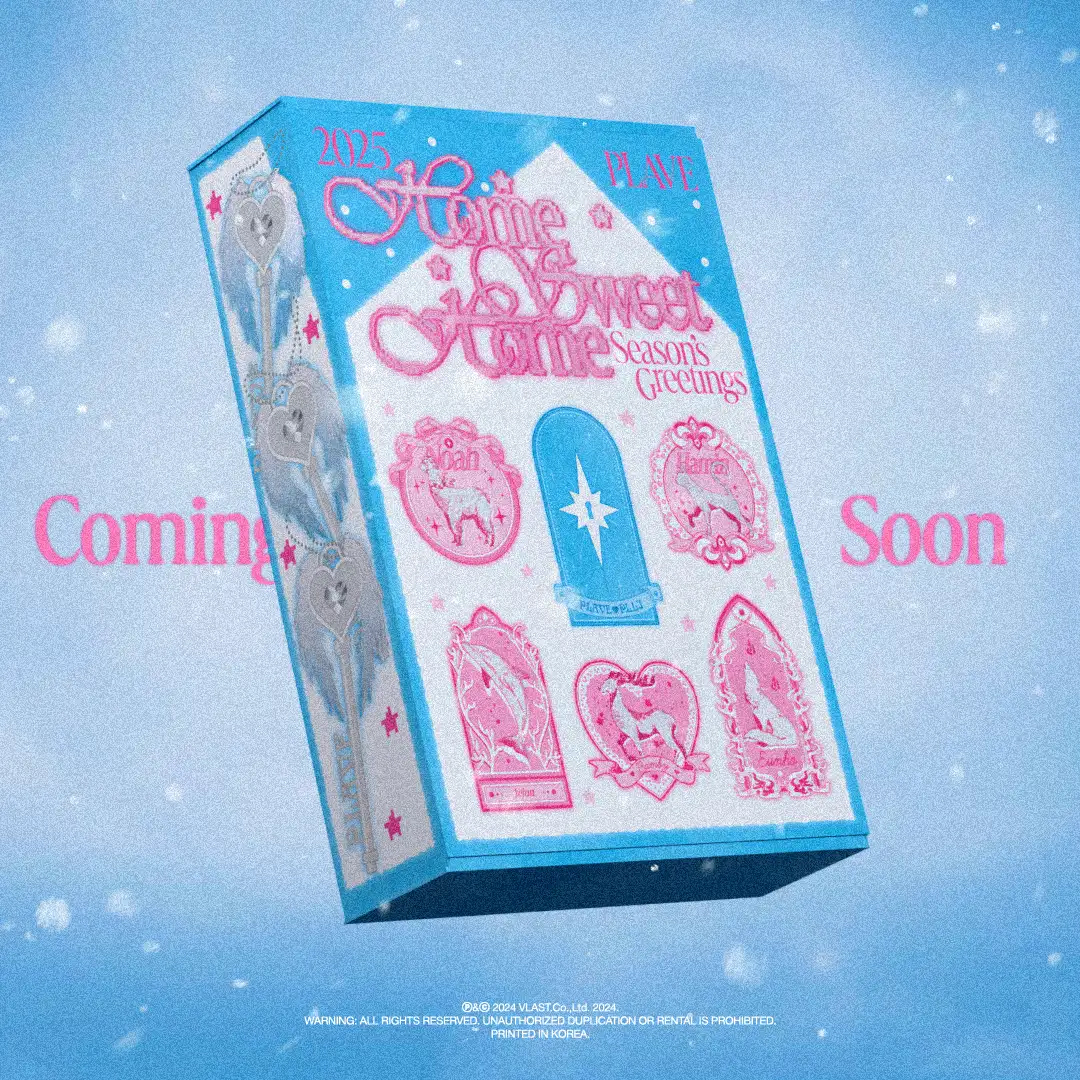 2025
PLAVE
Home
Sweet
Home
Season's
Greetings
Noah
Hamin
PLAVE♥PLLI
Coming
Soon
Yejun
Eunho
PLAVE
Ⓟ&Ⓒ 2024 VLAST.Co.,Ltd. 2024.
WARNING: ALL RIGHTS RESERVED. UNAUTHORIZED DUPLICATION OR RENTAL IS PROHIBITED.
PRINTED IN KOREA.